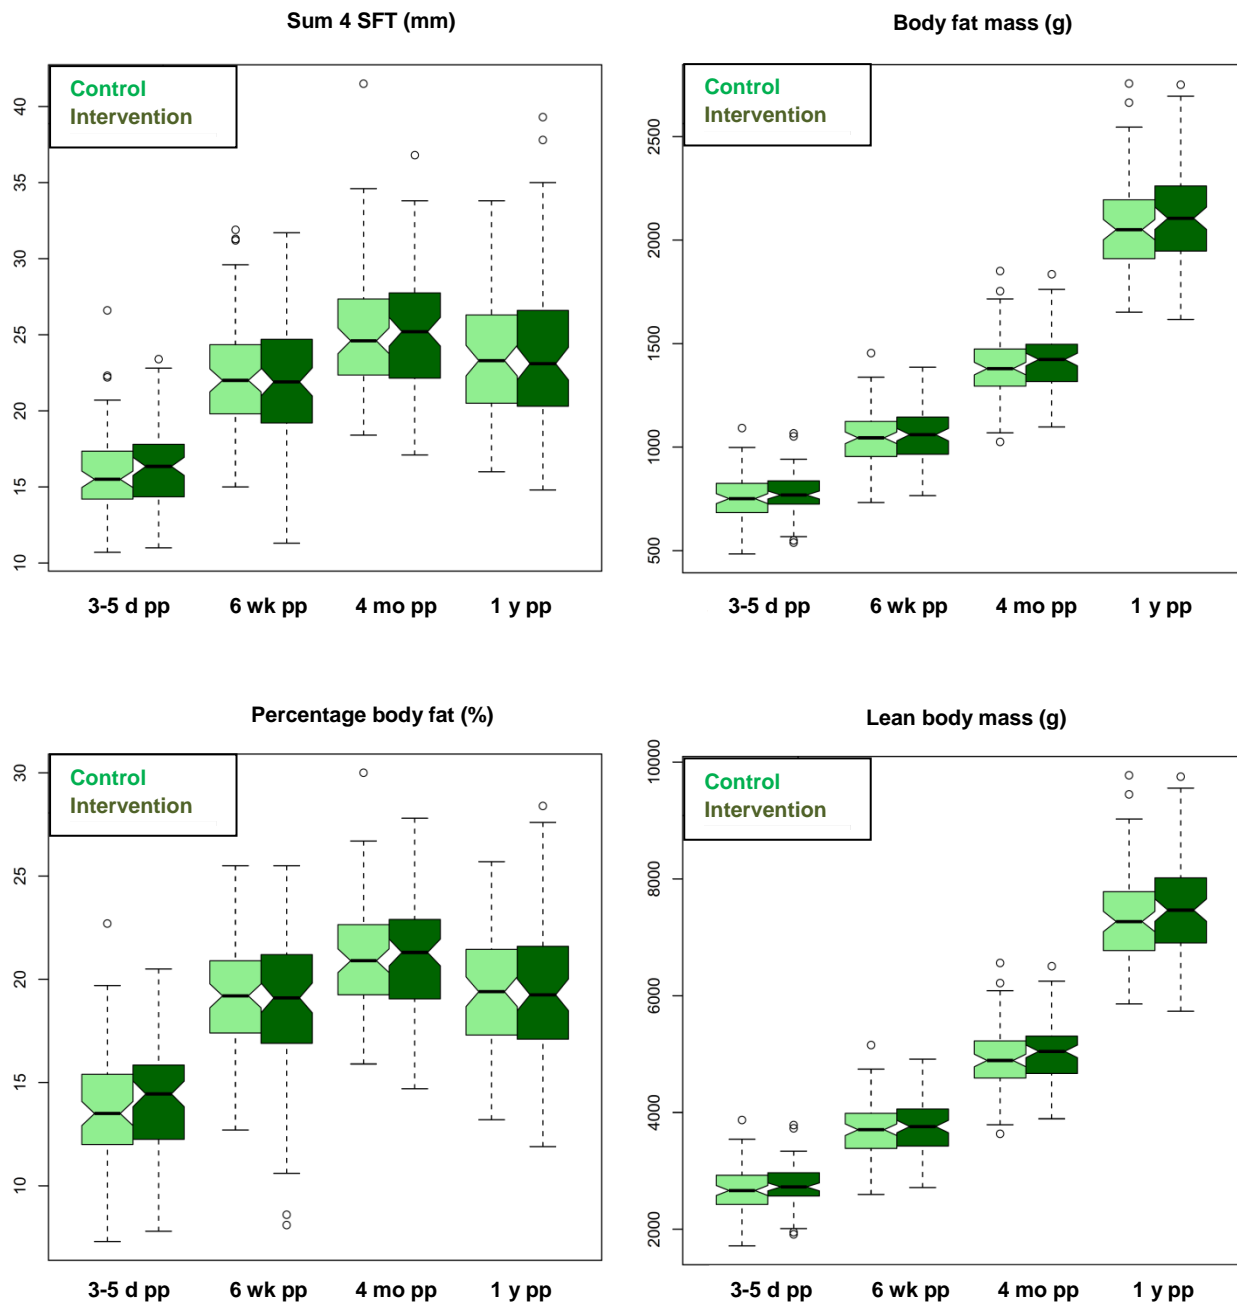 Sum 4 SFT (mm)
Control
Intervention
40
35
30
25
20
15
10
3-5 d pp
6 wk pp
4 mo pp
1 y pp
Body fat mass (g)
Control
Intervention
2500
2000
1500
1000
500
3-5 d pp
6 wk pp
4 mo pp
1 y pp
Percentage body fat (%)
Control
Intervention
30
25
20
15
10
3-5 d pp
6 wk pp
4 mo pp
1 y pp
Lean body mass (g)
Control
Intervention
10000
8000
6000
4000
2000
3-5 d pp
6 wk pp
4 mo pp
1 y pp